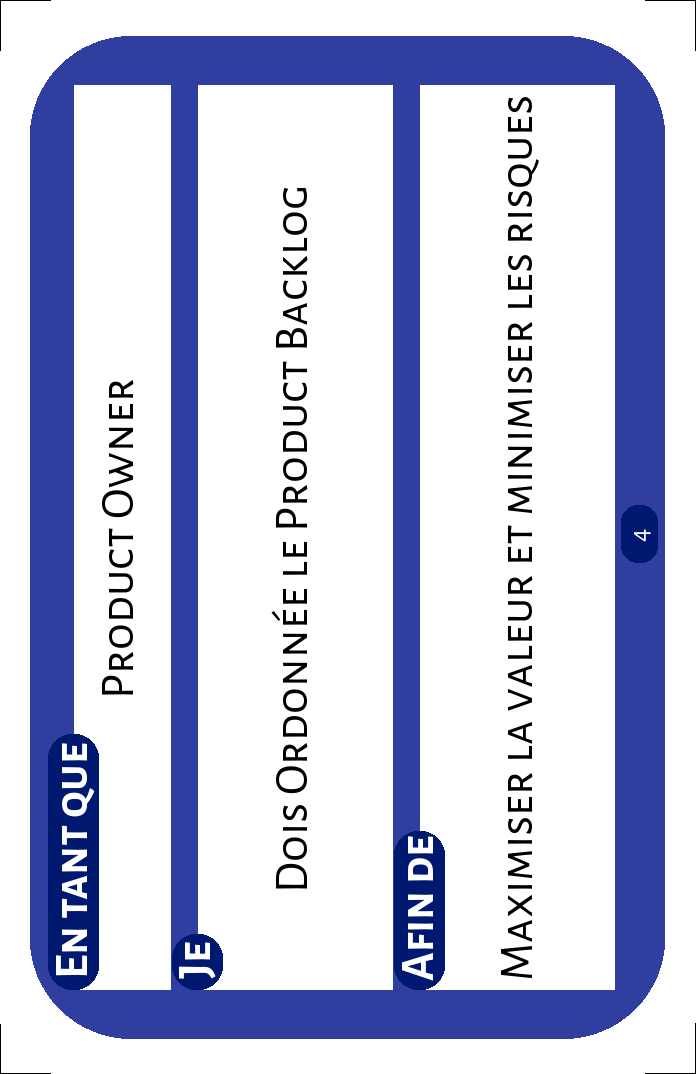 En tant que
Product Owner
Je
Dois Ordonnée le Product Backlog
Afin de
Maximiser la valeur et minimiser les risques
4